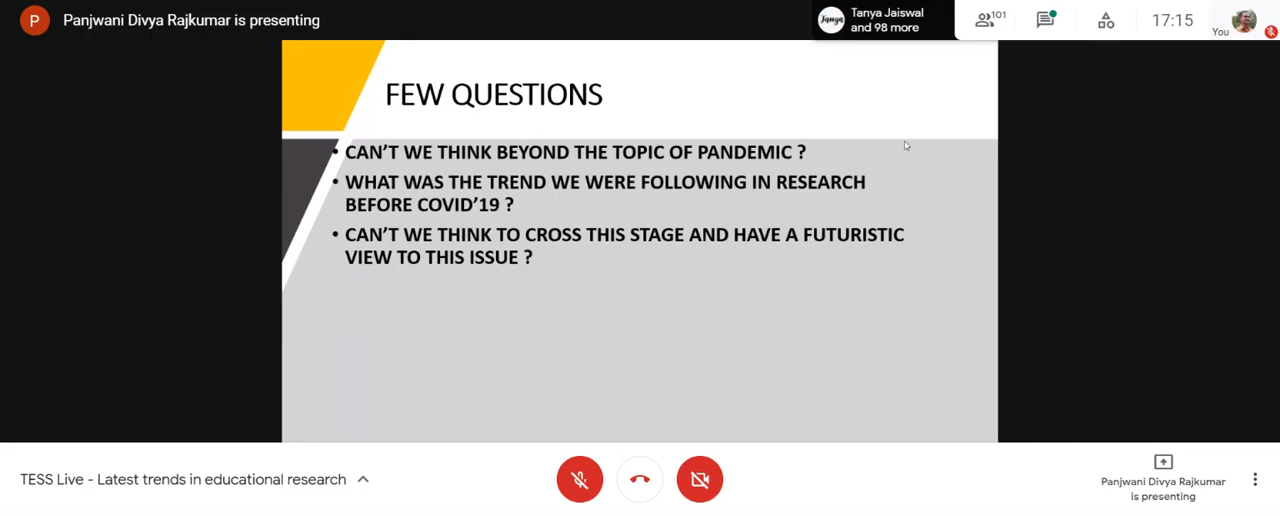 P
Panjwani Divya Rajkumar is presenting
Tanya
Tanya Jaiswal
and 98 more
101
17:15
You
FEW QUESTIONS
• CAN'T WE THINK BEYOND THE TOPIC OF PANDEMIC ?
• WHAT WAS THE TREND WE WERE FOLLOWING IN RESEARCH
BEFORE COVID'19 ?
• CAN'T WE THINK TO CROSS THIS STAGE AND HAVE A FUTURISTIC
VIEW TO THIS ISSUE ?
TESS Live - Latest trends in educational research
Panjwani Divya Rajkumar
is presenting